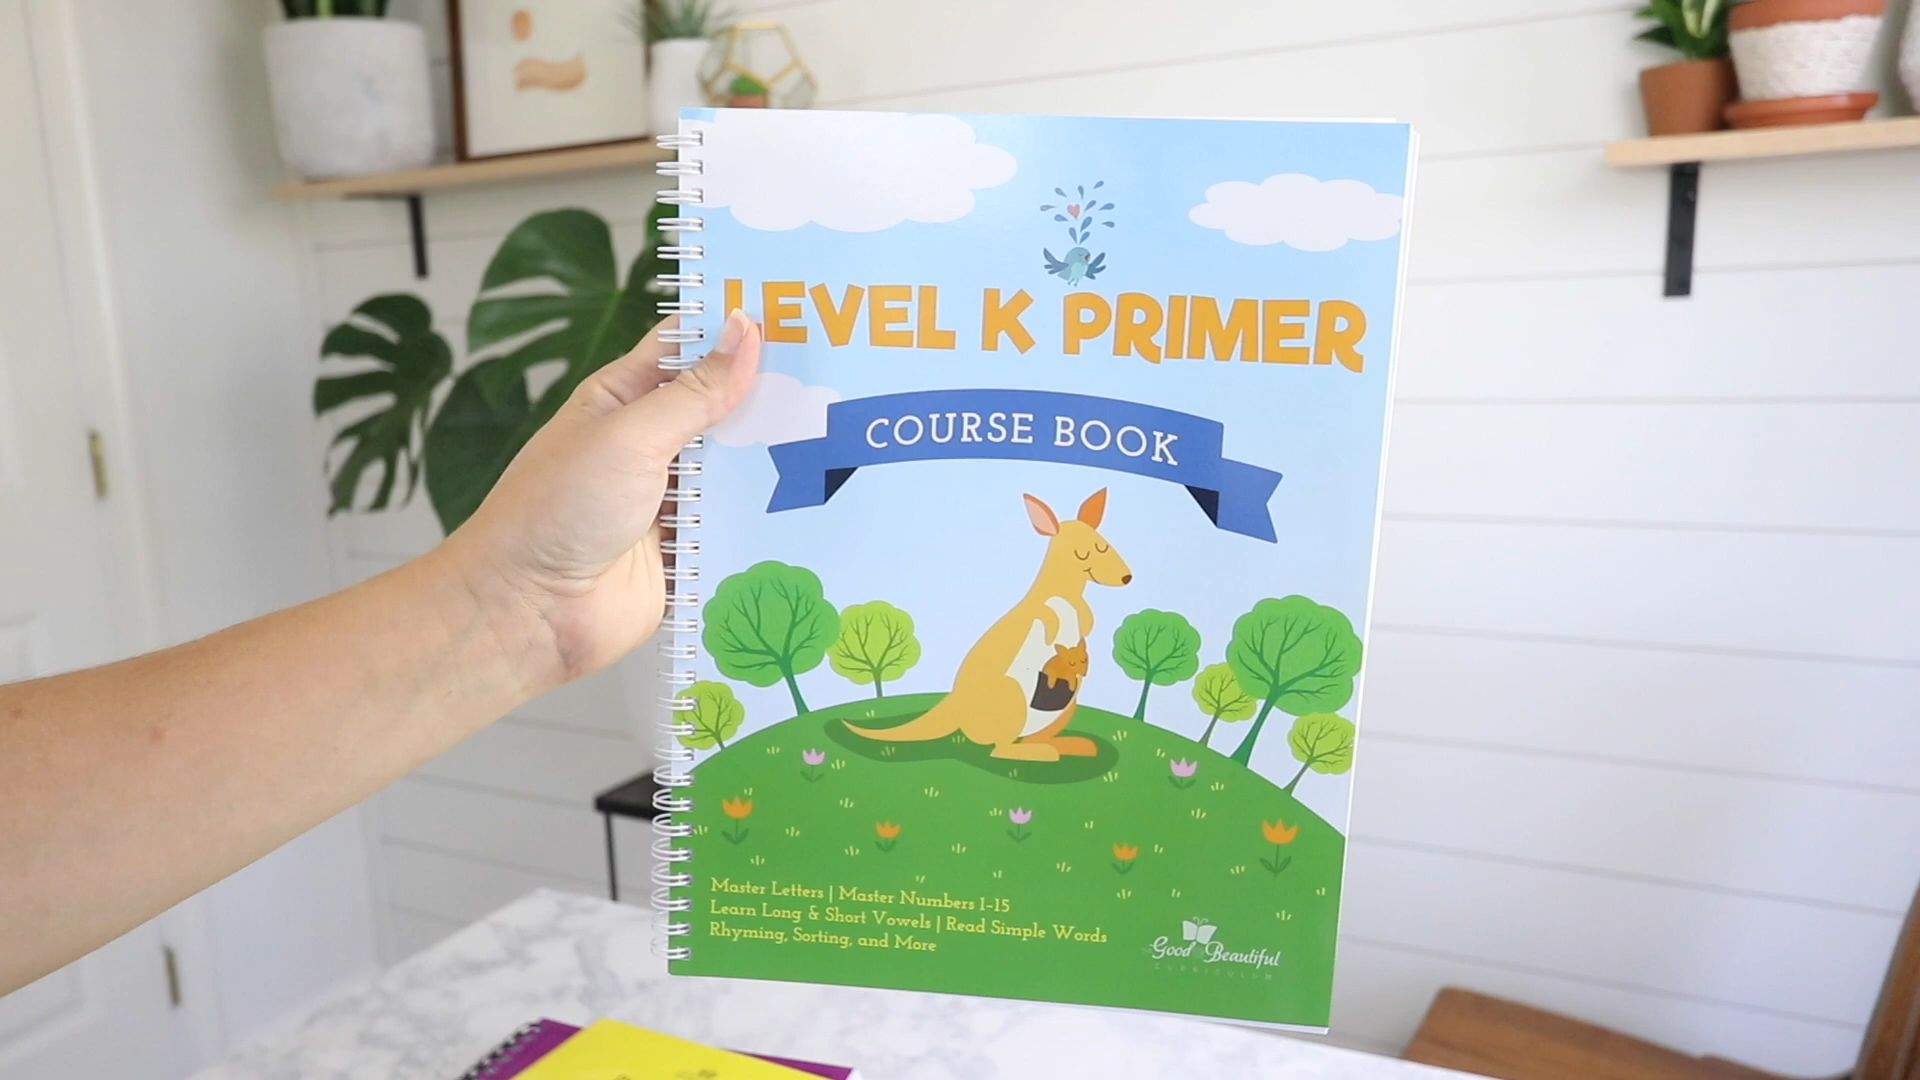 LEVEL K PRIMER
COURSE BOOK
Master Letters | Master Numbers 1-15
Learn Long & Short Vowels | Read Simple Words
Rhyming, Sorting, and More
Good Beautiful
CURRICULUM